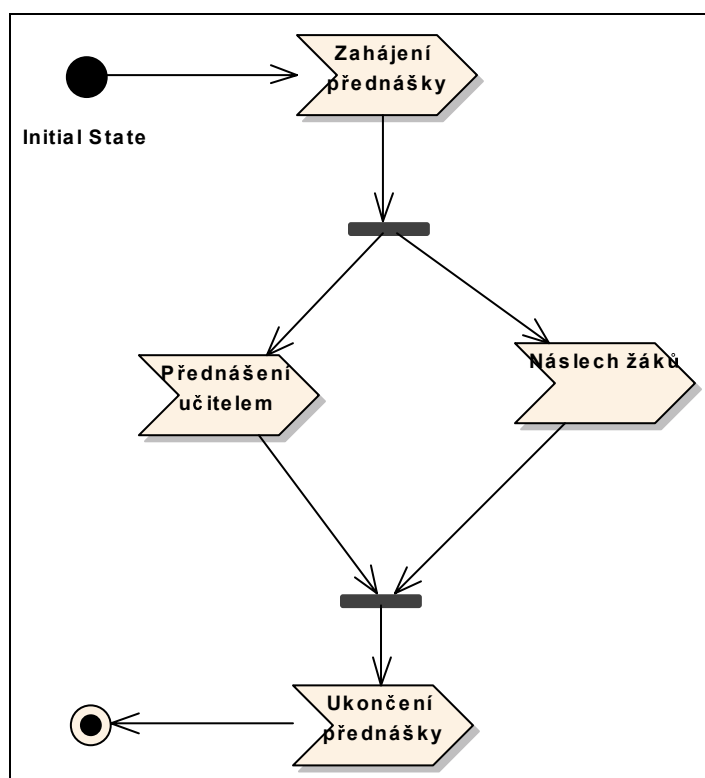 Zahájení
přednášky
Initial State
Přednášení
učitelem
Náslech žáků
Ukončení
přednášky